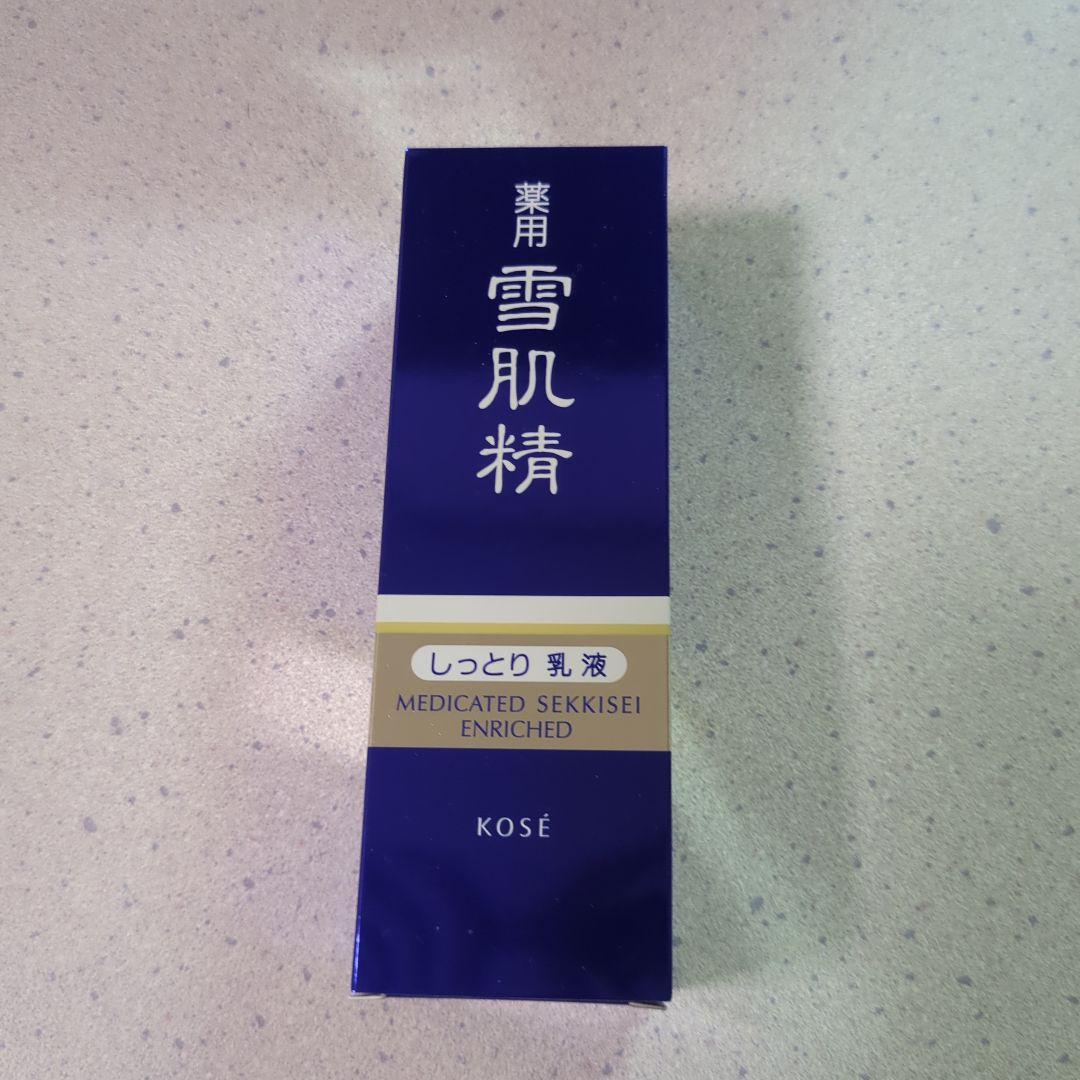 薬用
雪肌精
しっとり 乳液
MEDICATED SEKKISEI
ENRICHED
KOSÉ